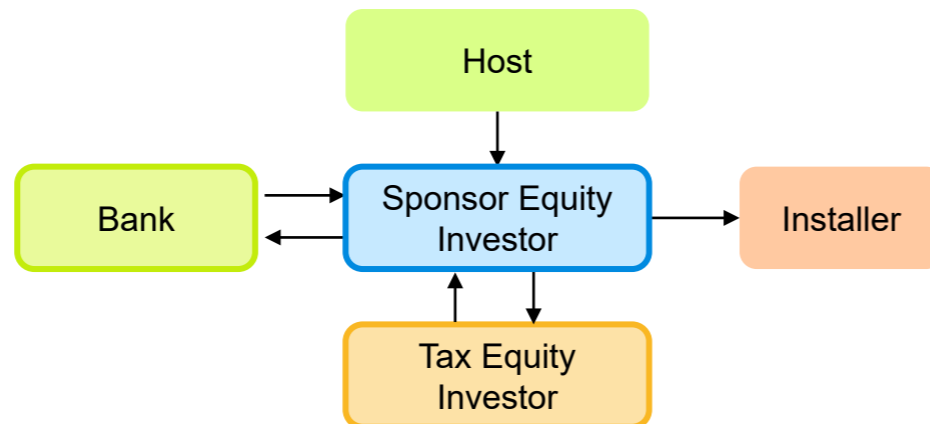 Host
Bank
Sponsor Equity
Investor
Installer
Tax Equity
Investor